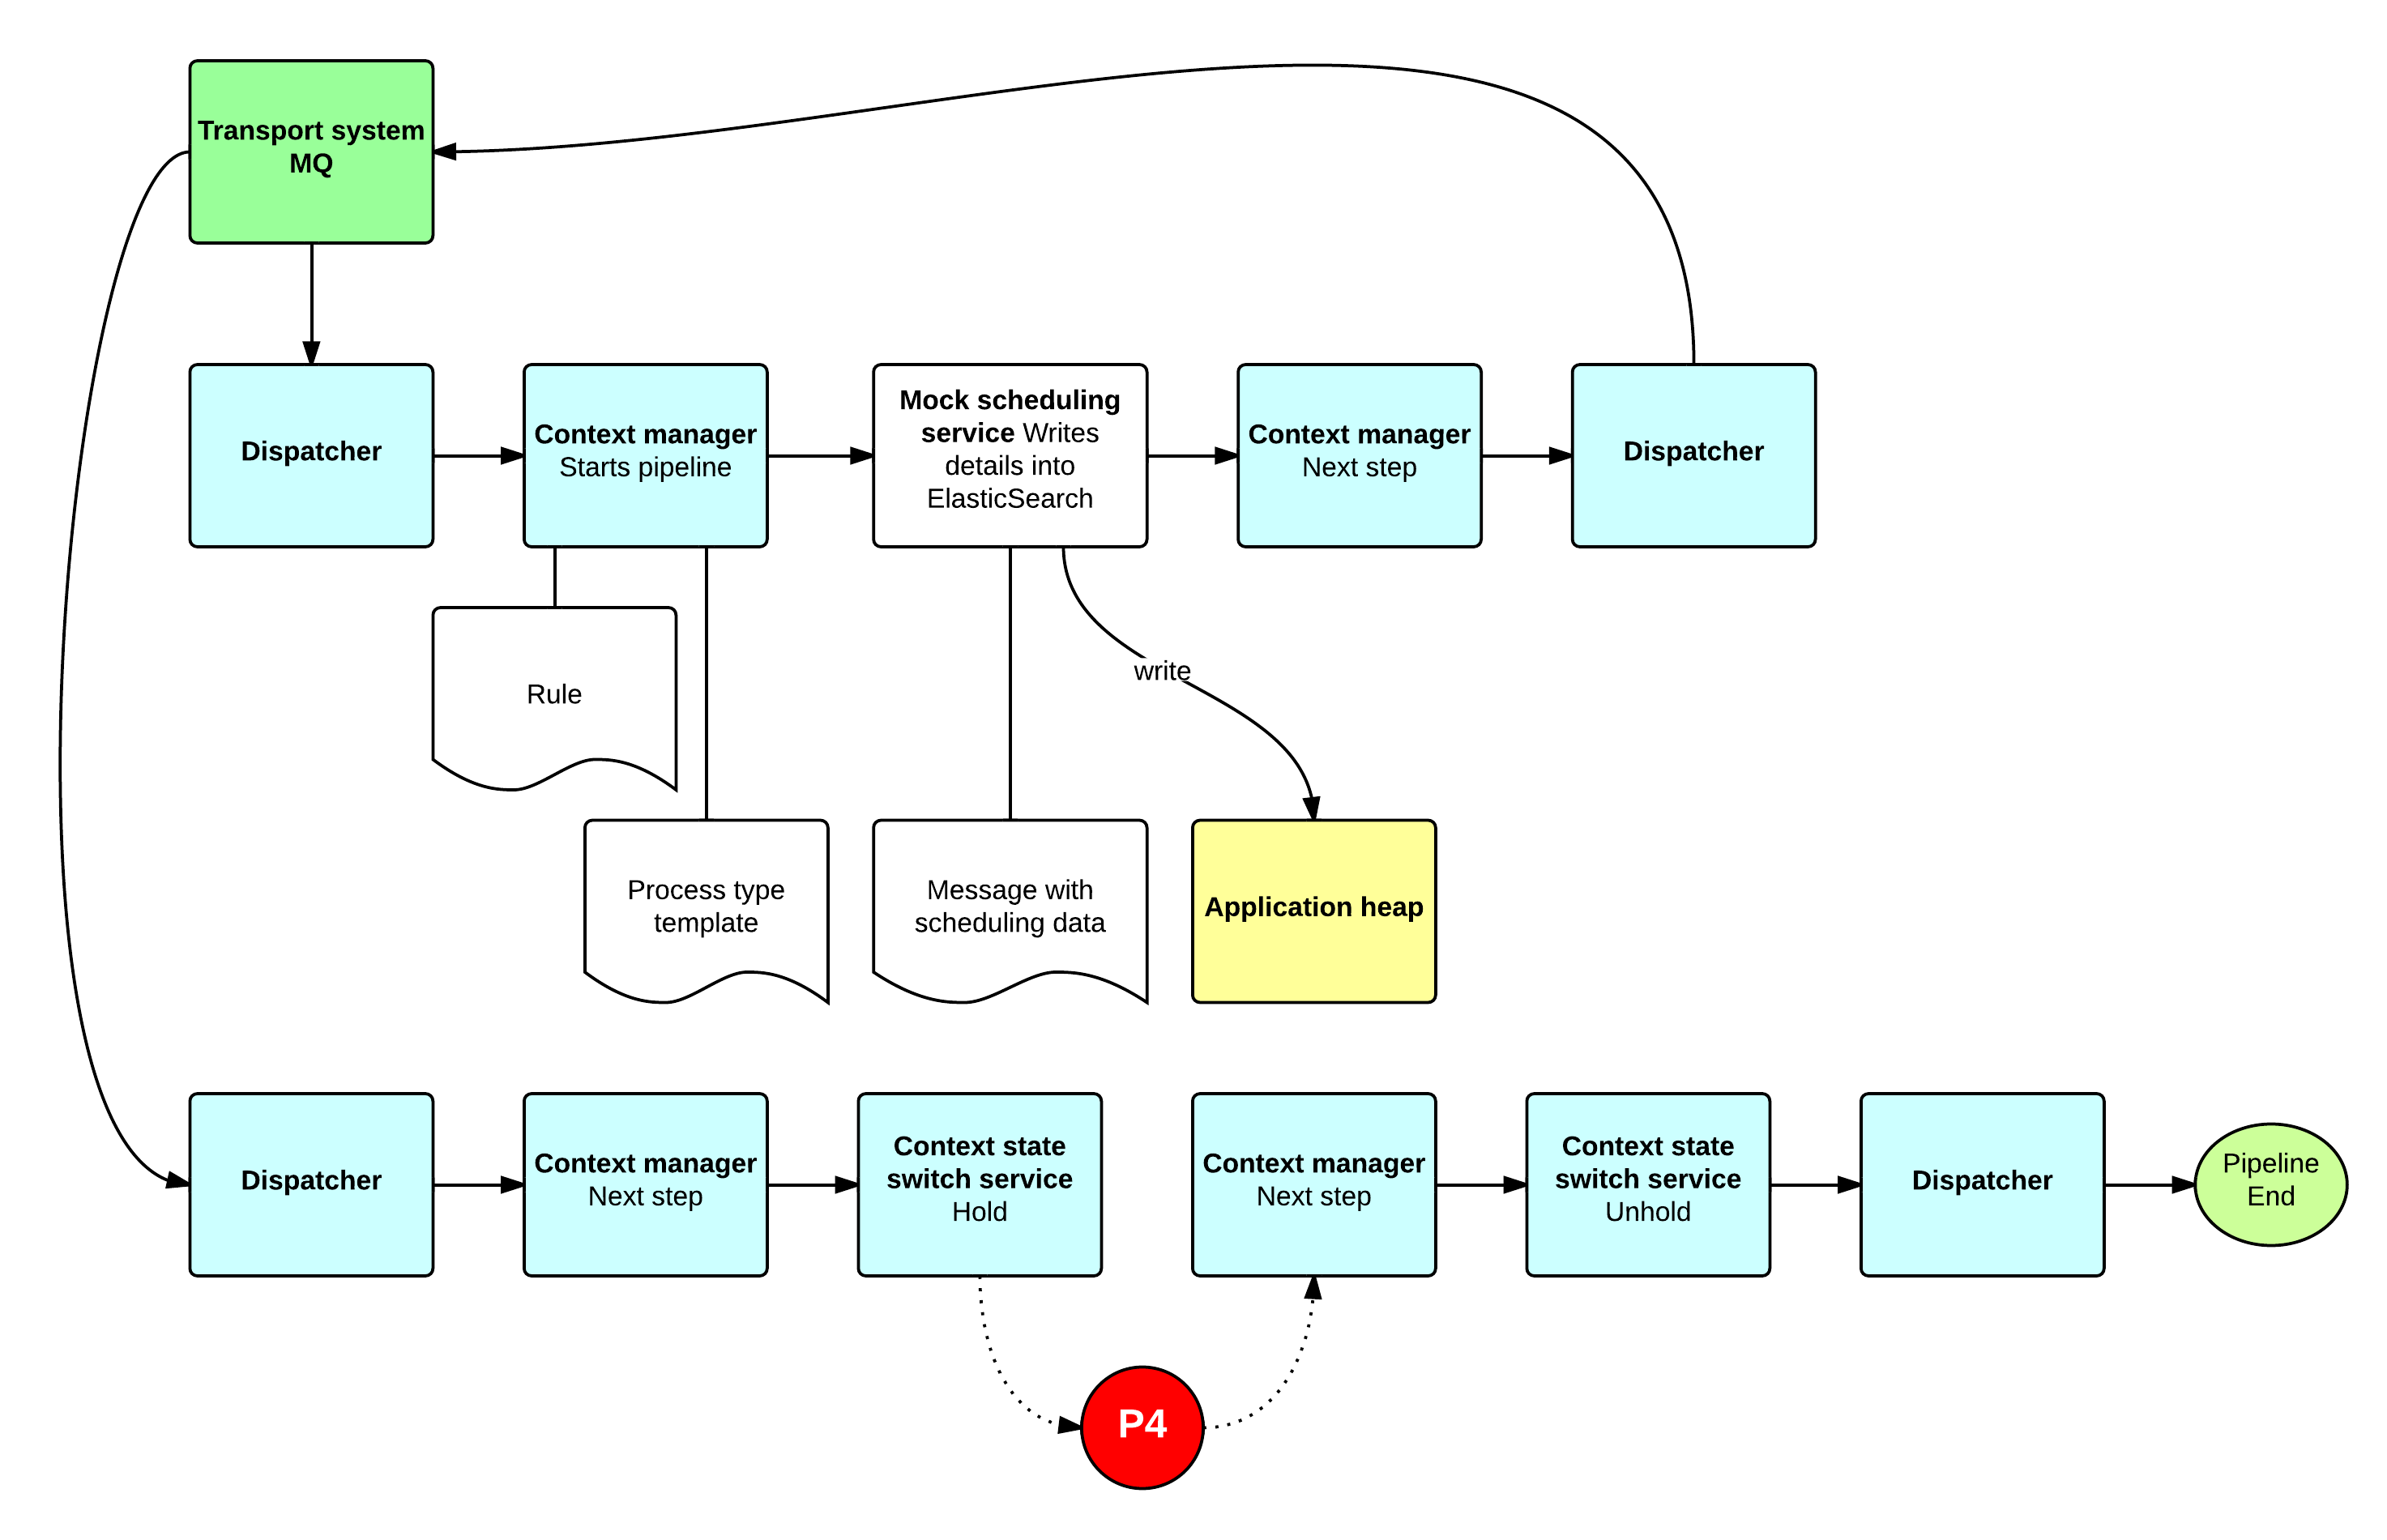 Transport system
MQ
Dispatcher
Context manager
Starts pipeline
Mock scheduling
service Writes
details into
ElasticSearch
Context manager
Next step
Dispatcher
Rule
write
Process type
template
Message with
scheduling data
Application heap
Dispatcher
Context manager
Next step
Context state
switch service
Hold
Context manager
Next step
Context state
switch service
Unhold
Dispatcher
Pipeline
End
P4